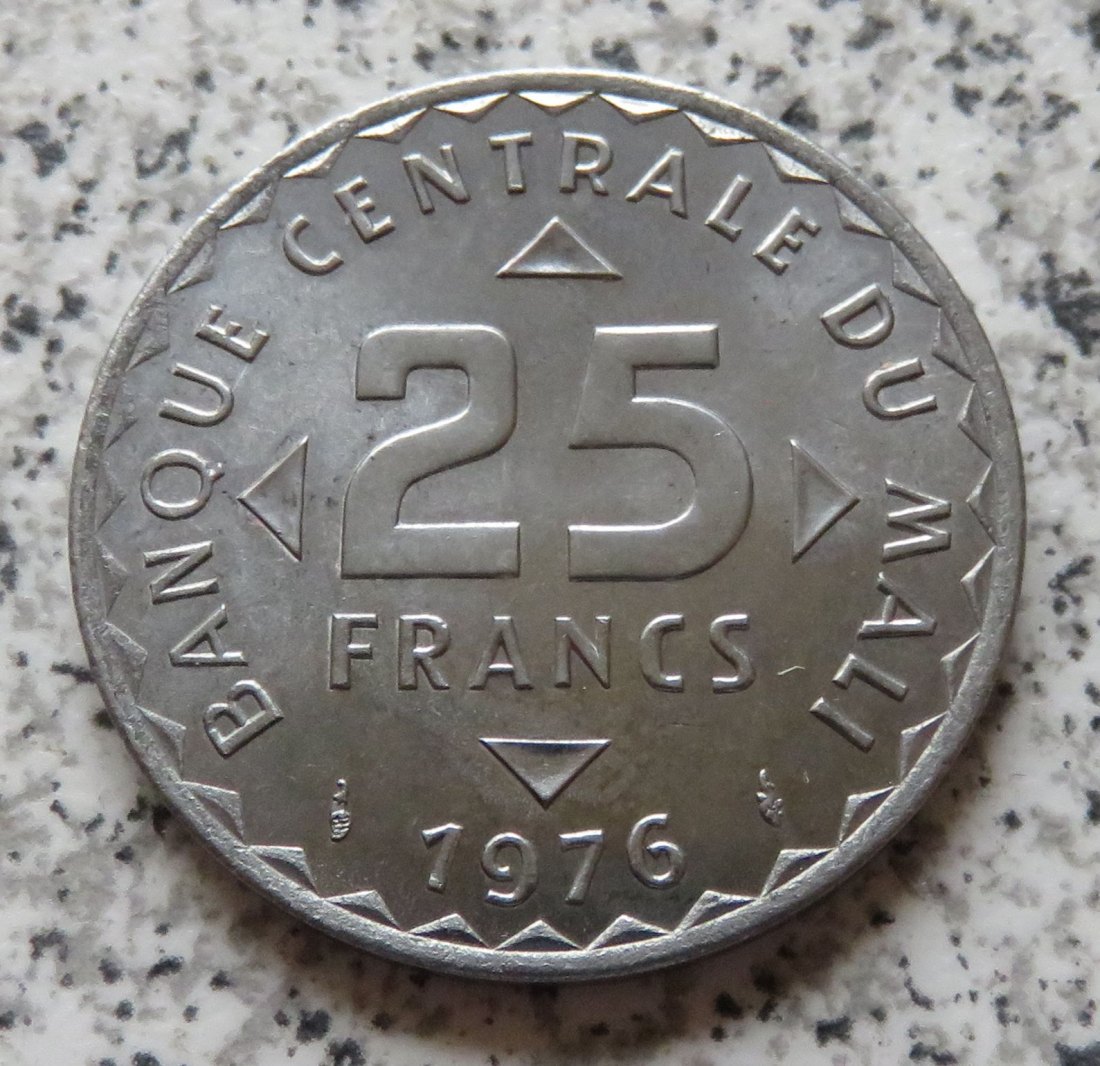 BANQUE CENTRALE DU MALI
25
FRANCS
1976